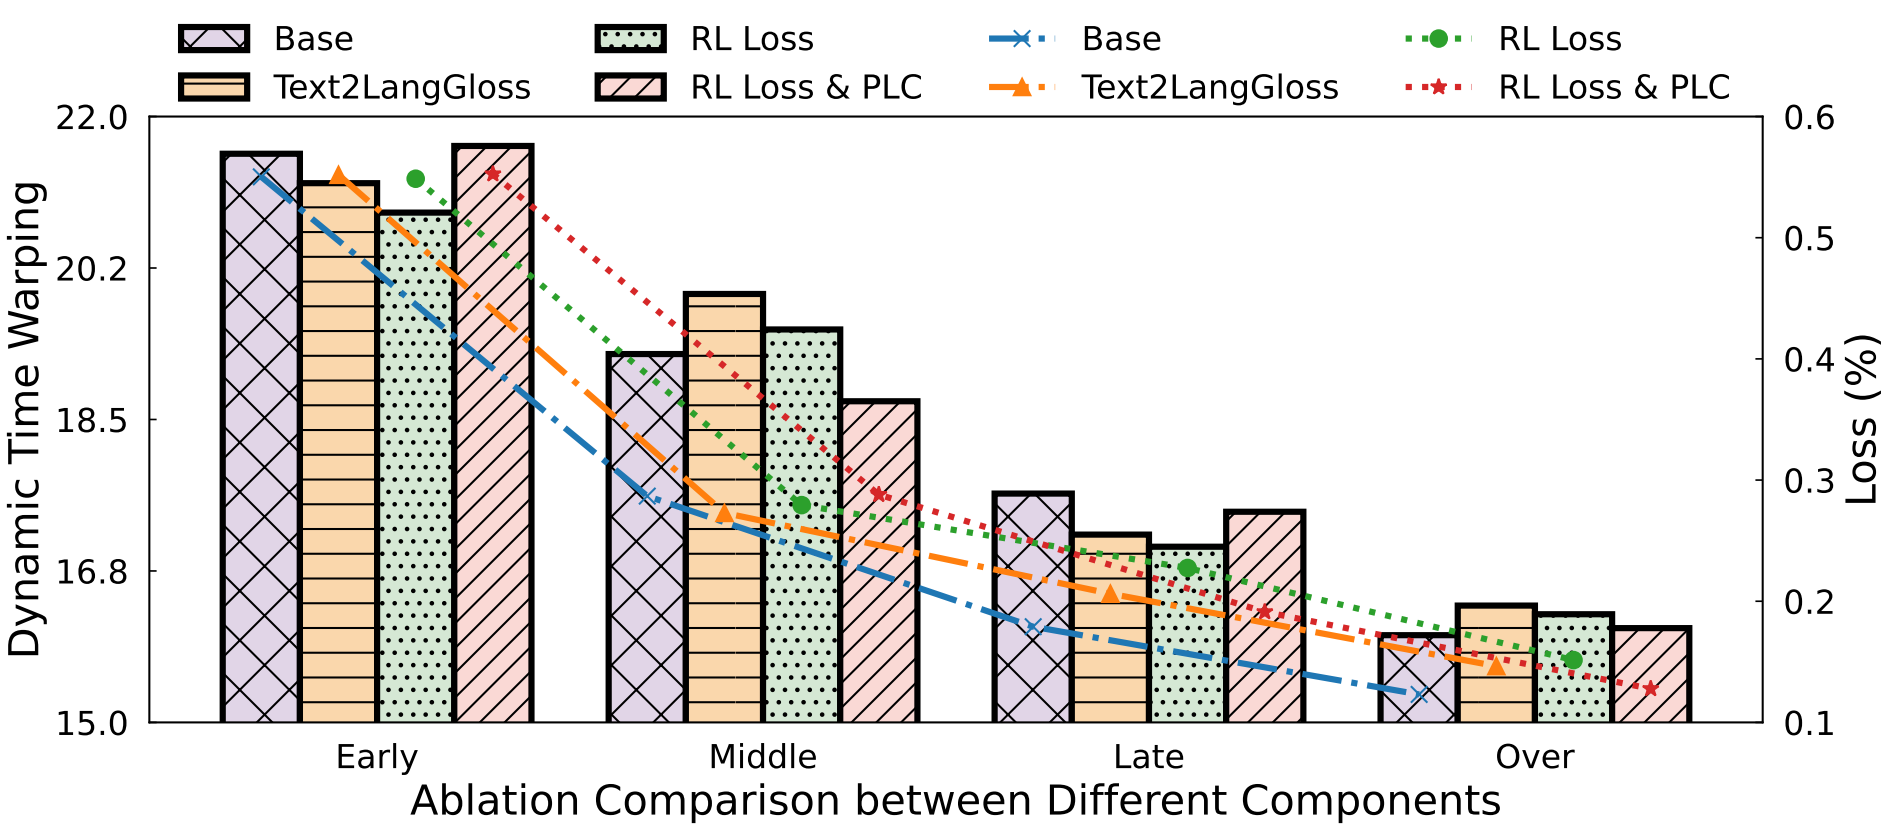 Base RL Loss Base RL Loss
Text2LangGloss RL Loss & PLC Text2LangGloss RL Loss & PLC
22.0 0.6
0.5
20.2
0.4
18.5
0.3
16.8
0.2
15.0 0.1
Dynamic Time Warping
Loss (%)
Early Middle Late Over
Ablation Comparison between Different Components